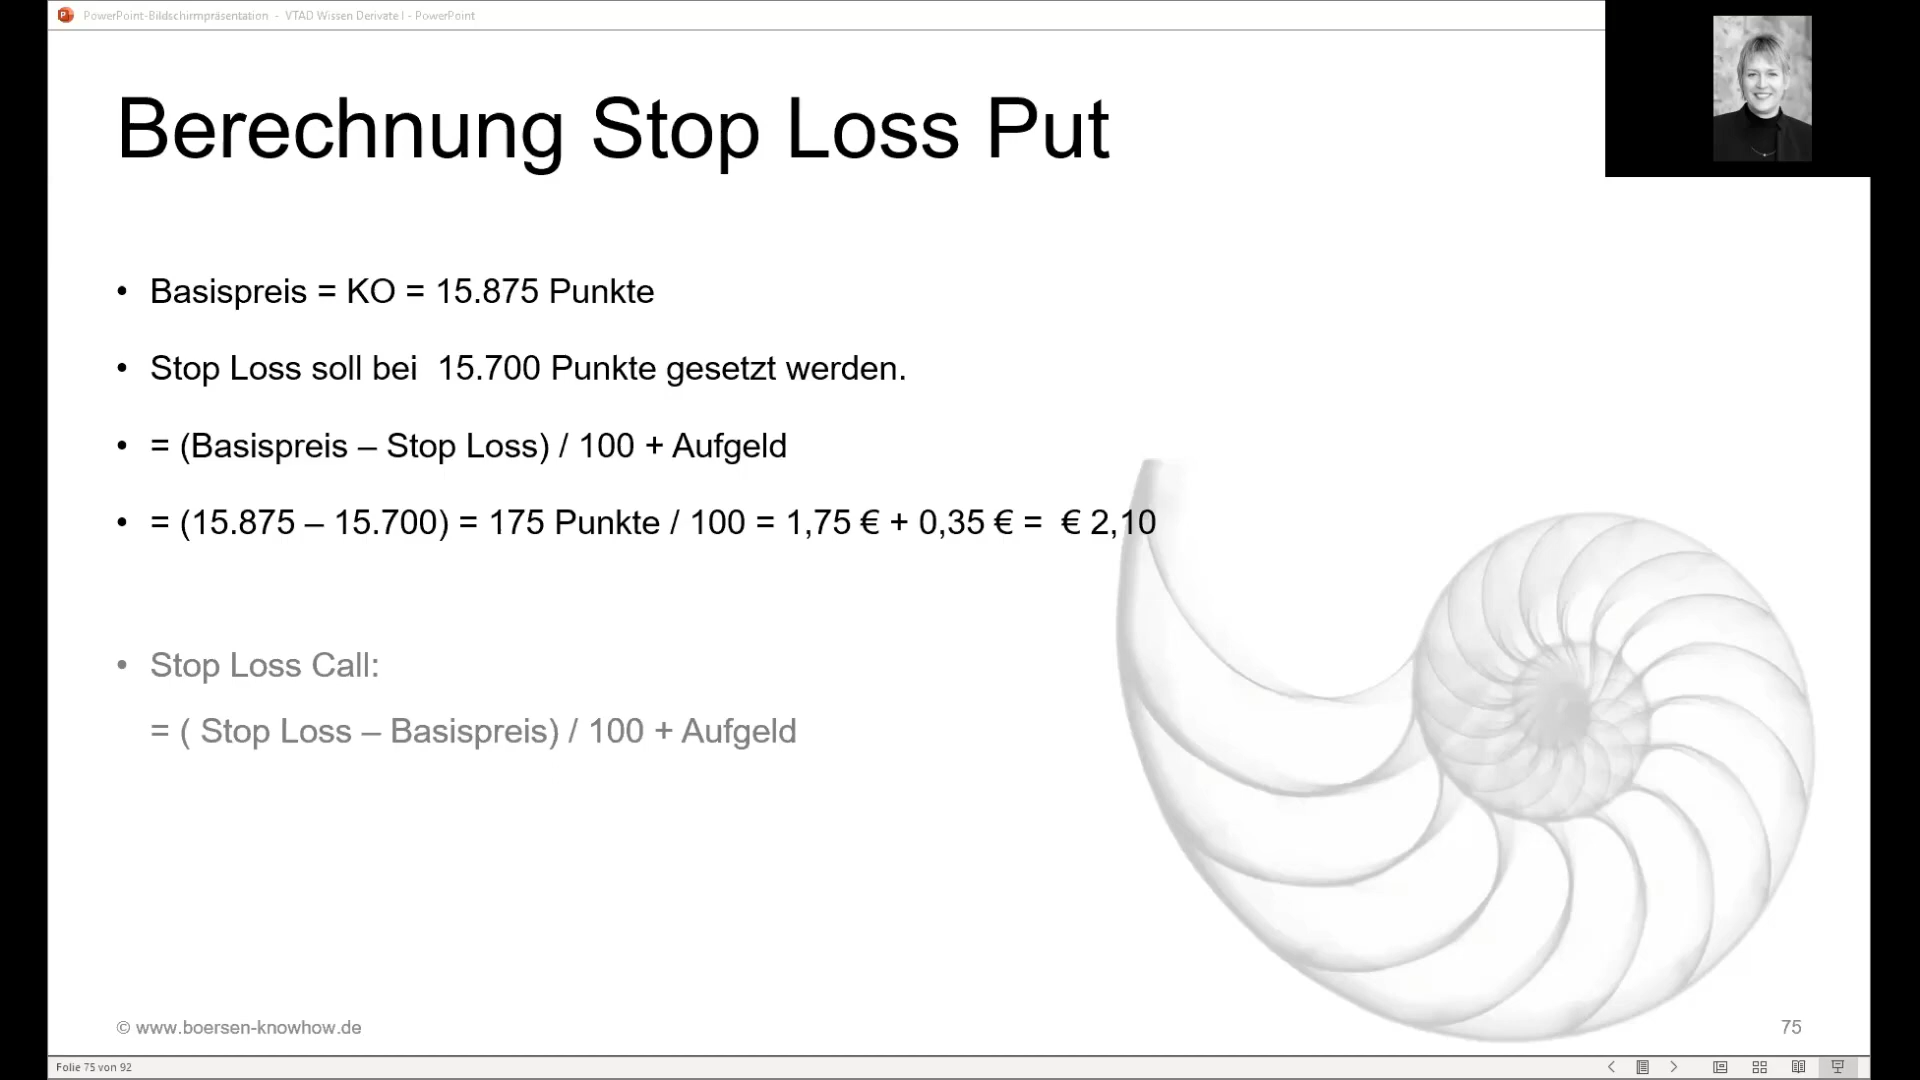 PowerPoint-Bildschirmpräsentation - VTAD Wissen Derivate I - PowerPoint
Berechnung Stop Loss Put
• Basispreis = KO = 15.875 Punkte
• Stop Loss soll bei 15.700 Punkte gesetzt werden.
• = (Basispreis – Stop Loss) / 100 + Aufgeld
• = (15.875 – 15.700) = 175 Punkte / 100 = 1,75 € + 0,35 € = € 2,10
• Stop Loss Call:
= ( Stop Loss – Basispreis) / 100 + Aufgeld
© www.boersen-knowhow.de
75
Folie 75 von 92